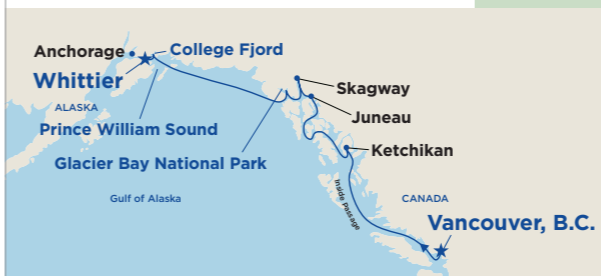 Anchorage
College Fjord
Whittier
Skagway
ALASKA
Juneau
Prince William Sound
Ketchikan
Glacier Bay National Park
Inside Passage
Gulf of Alaska
CANADA
Vancouver, B.C.